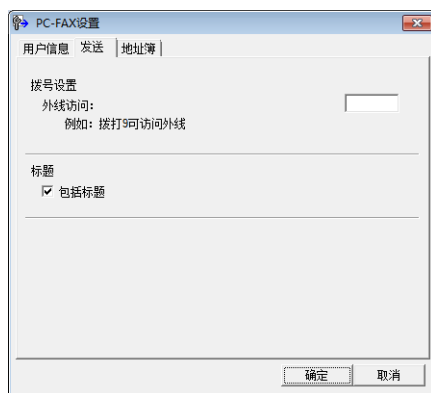 PC-FAX设置
用户信息 发送 地址簿
拨号设置
外线访问：
例如：拨打9可访问外线
标题
包括标题
确定 取消